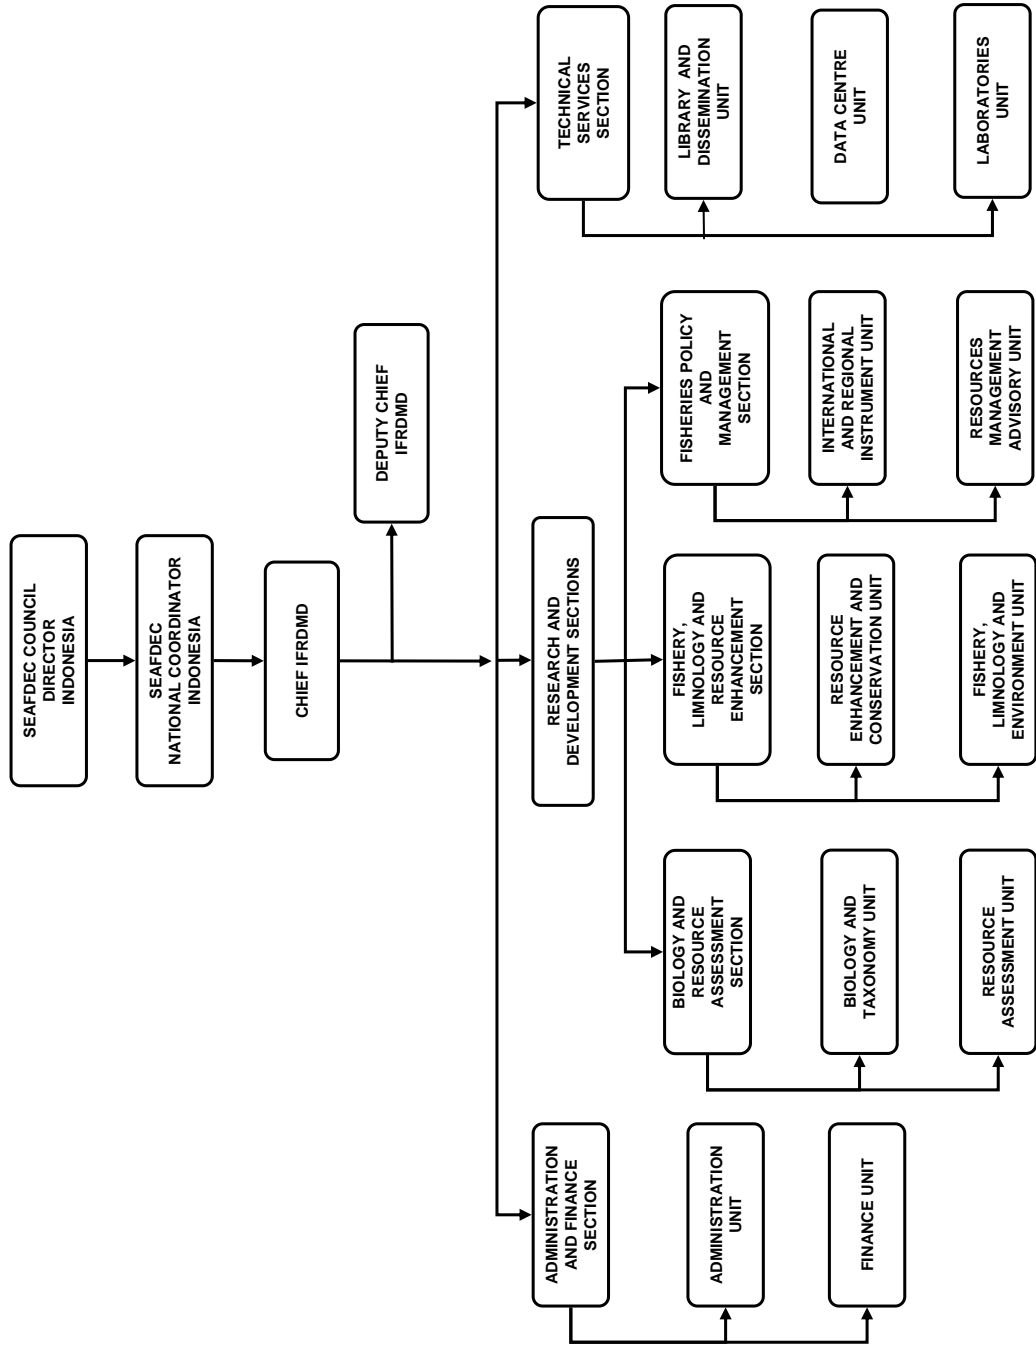 SEAFDEC COUNCIL
DIRECTOR
INDONESIA
SEAFDEC
NATIONAL COORDINATOR
INDONESIA
CHIEF IFRDMD
DEPUTY CHIEF
IFRDMD
ADMINISTRATION
AND FINANCE
SECTION
RESEARCH AND
DEVELOPMENT SECTIONS
TECHNICAL
SERVICES
SECTION
ADMINISTRATION
UNIT
FINANCE UNIT
BIOLOGY AND
RESOURCE
ASSESSMENT
SECTION
BIOLOGY AND
TAXONOMY UNIT
RESOURCE
ASSESSMENT UNIT
FISHERY,
LIMNOLOGY AND
RESOURCE
ENHANCEMENT
SECTION
RESOURCE
ENHANCEMENT AND
CONSERVATION UNIT
FISHERY,
LIMNOLOGY AND
ENVIRONMENT UNIT
FISHERIES POLICY
AND
MANAGEMENT
SECTION
INTERNATIONAL
AND REGIONAL
INSTRUMENT UNIT
RESOURCES
MANAGEMENT
ADVISORY UNIT
LIBRARY AND
DISSEMINATION
UNIT
DATA CENTRE
UNIT
LABORATORIES
UNIT